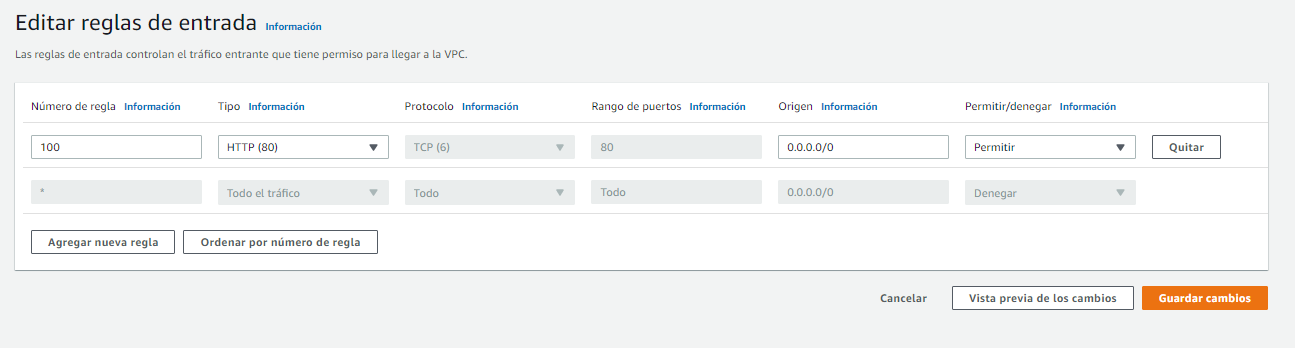 Editar reglas de entrada Información
Las reglas de entrada controlan el tráfico entrante que tiene permiso para llegar a la VPC.
Número de regla Información Tipo Información Protocolo Información Rango de puertos Información Origen Información Permitir/denegar Información
100 HTTP (80) TCP (6) 80 0.0.0.0/0 Permitir Quitar
* Todo el tráfico Todo Todo 0.0.0.0/0 Denegar
Agregar nueva regla Ordenar por número de regla
Cancelar Vista previa de los cambios Guardar cambios